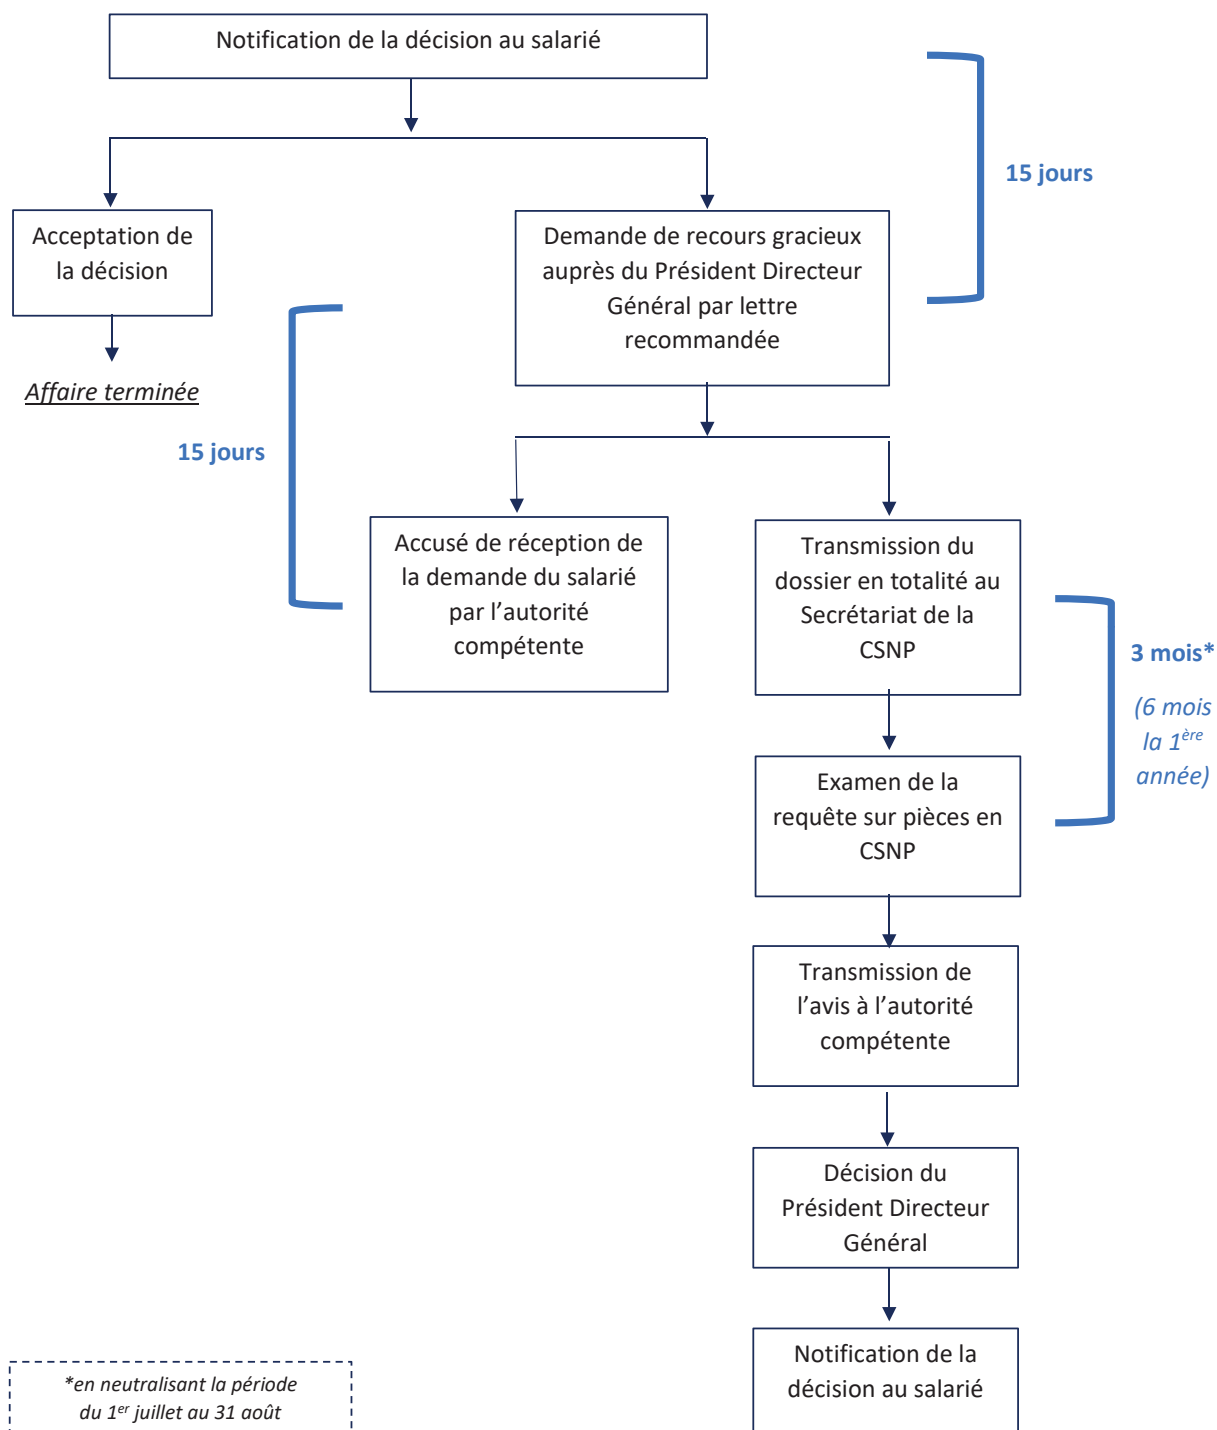 Notification de la décision au salarié
15 jours
Acceptation de
la décision
Demande de recours gracieux
auprès du Président Directeur
Général par lettre
recommandée
Affaire terminée
15 jours
Accusé de réception de
la demande du salarié
par l’autorité
compétente
Transmission du
dossier en totalité au
Secrétariat de la
CSNP
3 mois*
(6 mois
la 1ère
année)
Examen de la
requête sur pièces en
CSNP
Transmission de
l’avis à l’autorité
compétente
Décision du
Président Directeur
Général
Notification de la
décision au salarié
*en neutralisant la période
du 1er juillet au 31 août